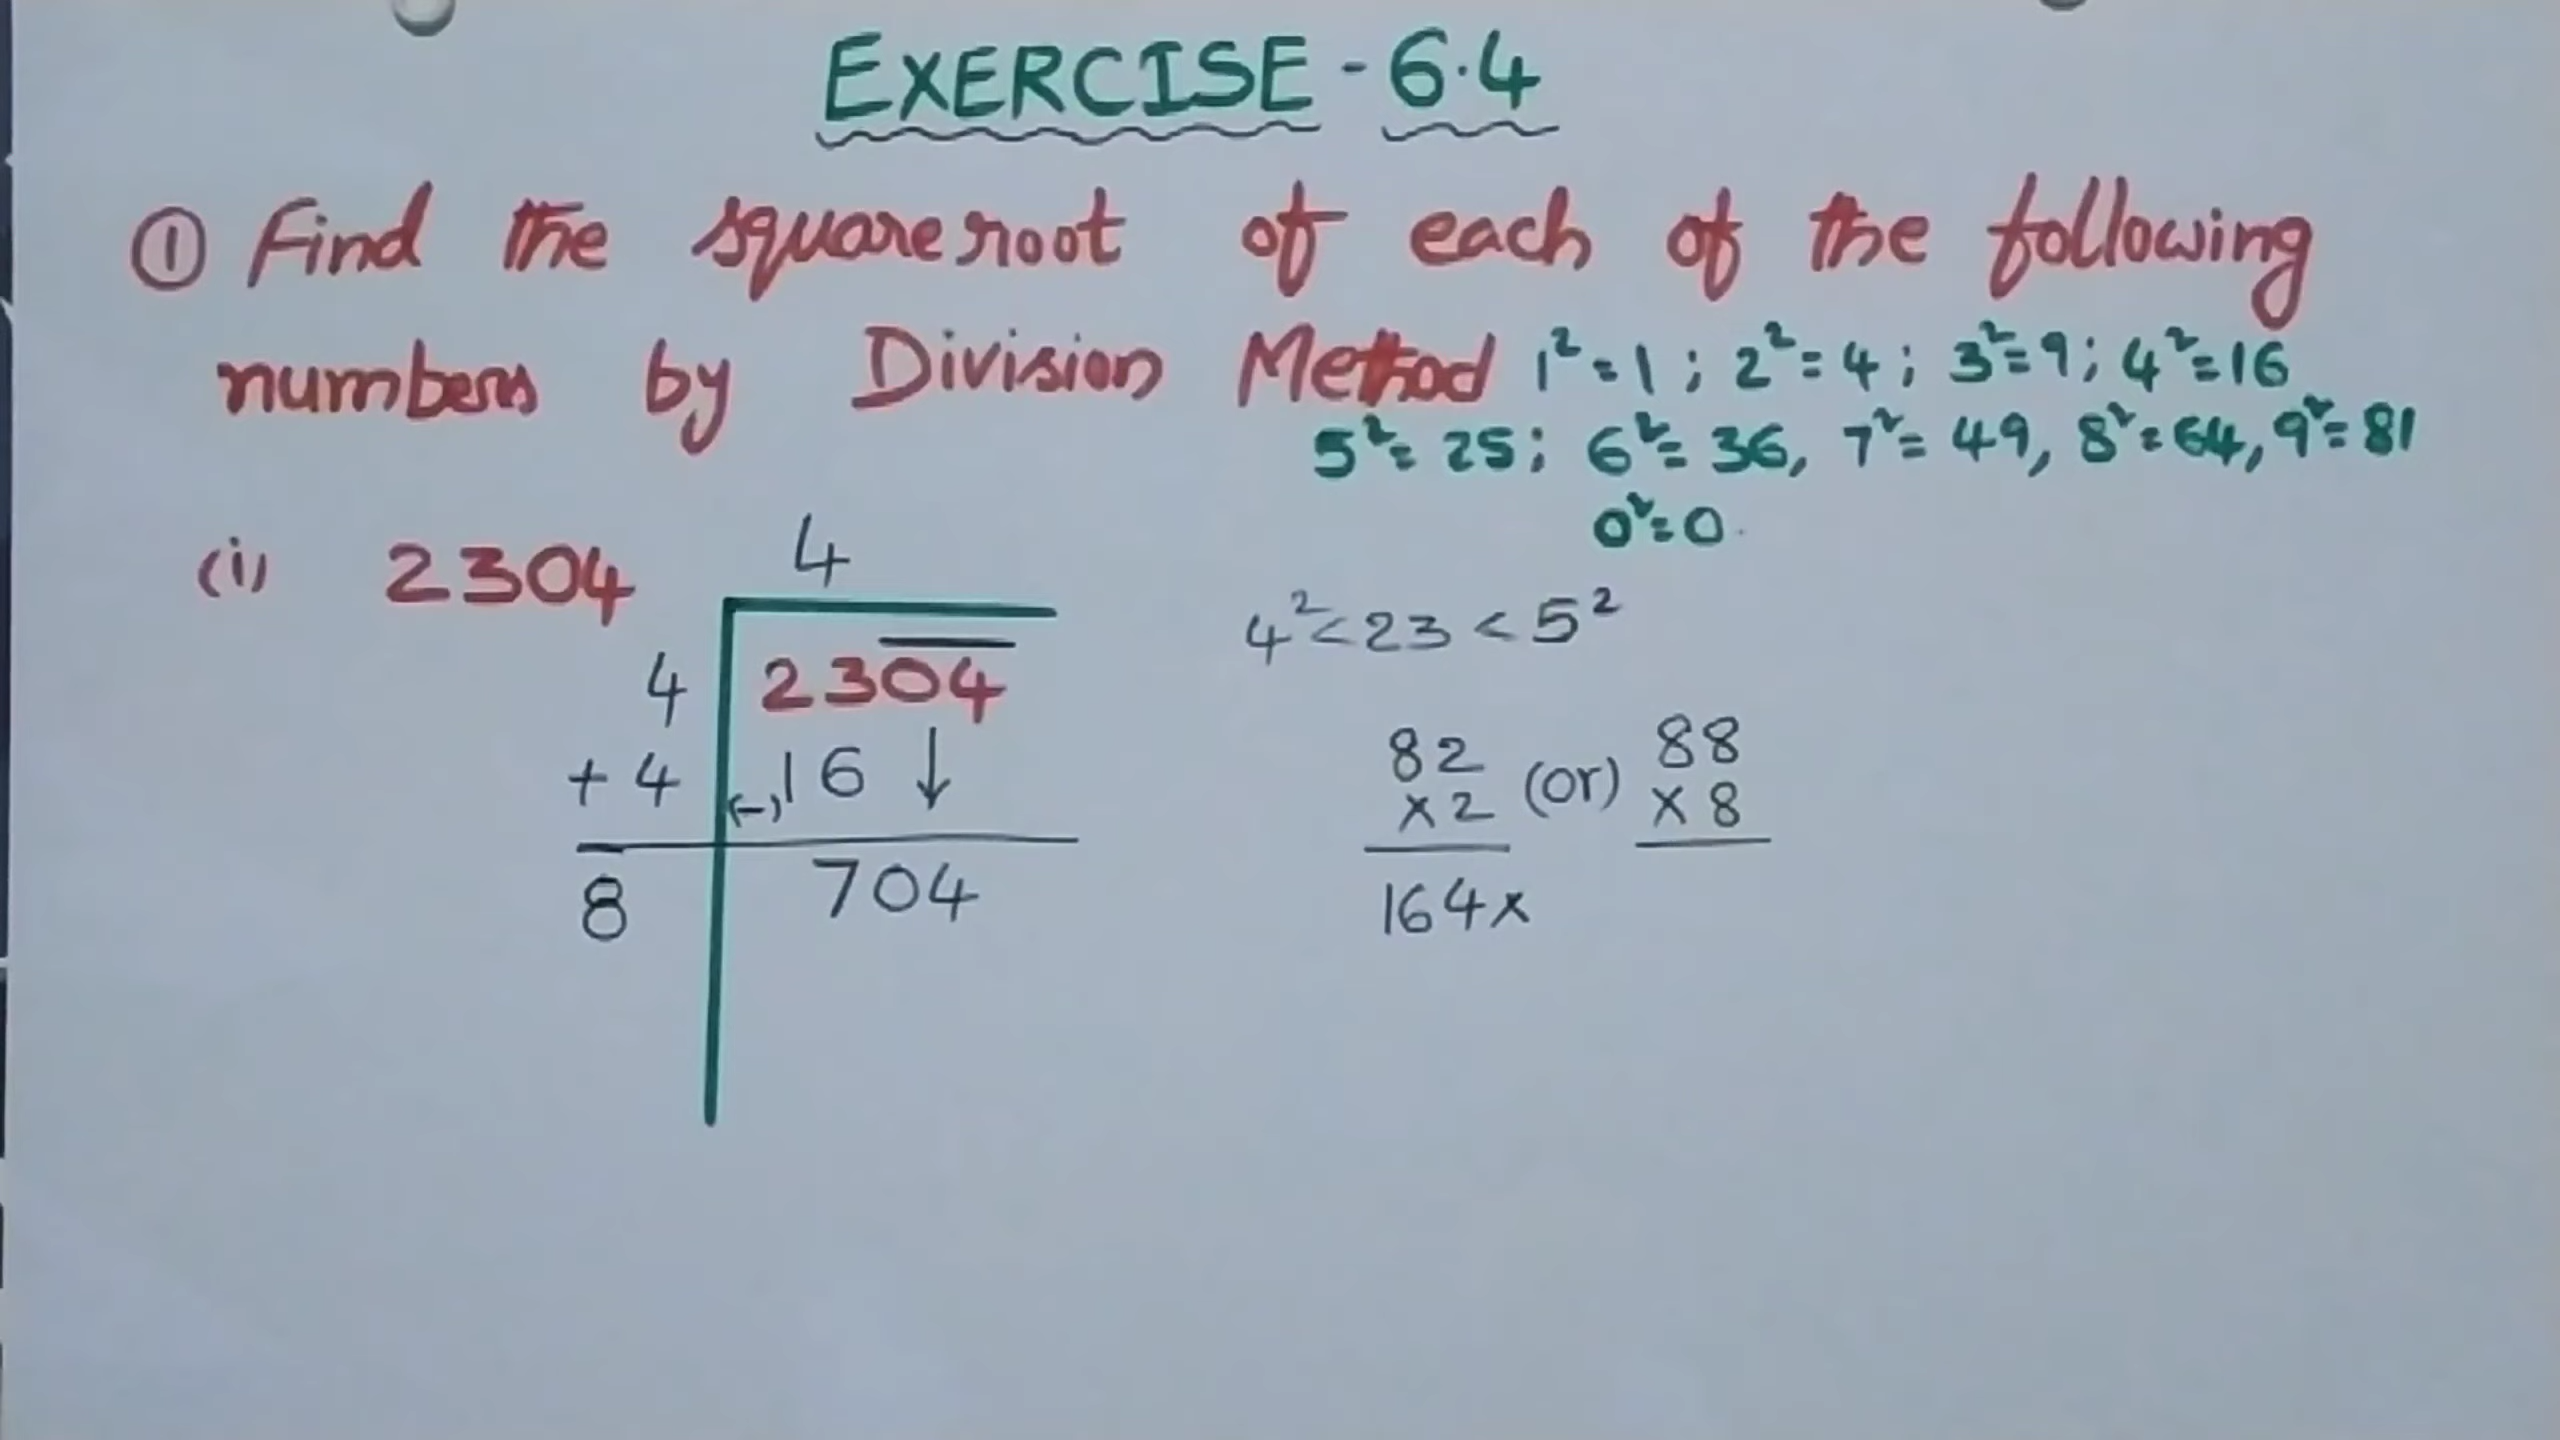 EXERCISE - 6.4
① Find the squareroot of each of the following
numbers by Division Method 1² = 1 ; 2² = 4 ; 3² = 9 ; 4² = 16
5² = 25 ; 6² = 36, 7² = 49, 8² = 64, 9² = 81
0² = 0.
(i) 2304
4
4 2304
+ 4 (-) 16 ↓
8 704
4² < 23 < 5²
82 (or) 88
× 2 × 8
164 ×